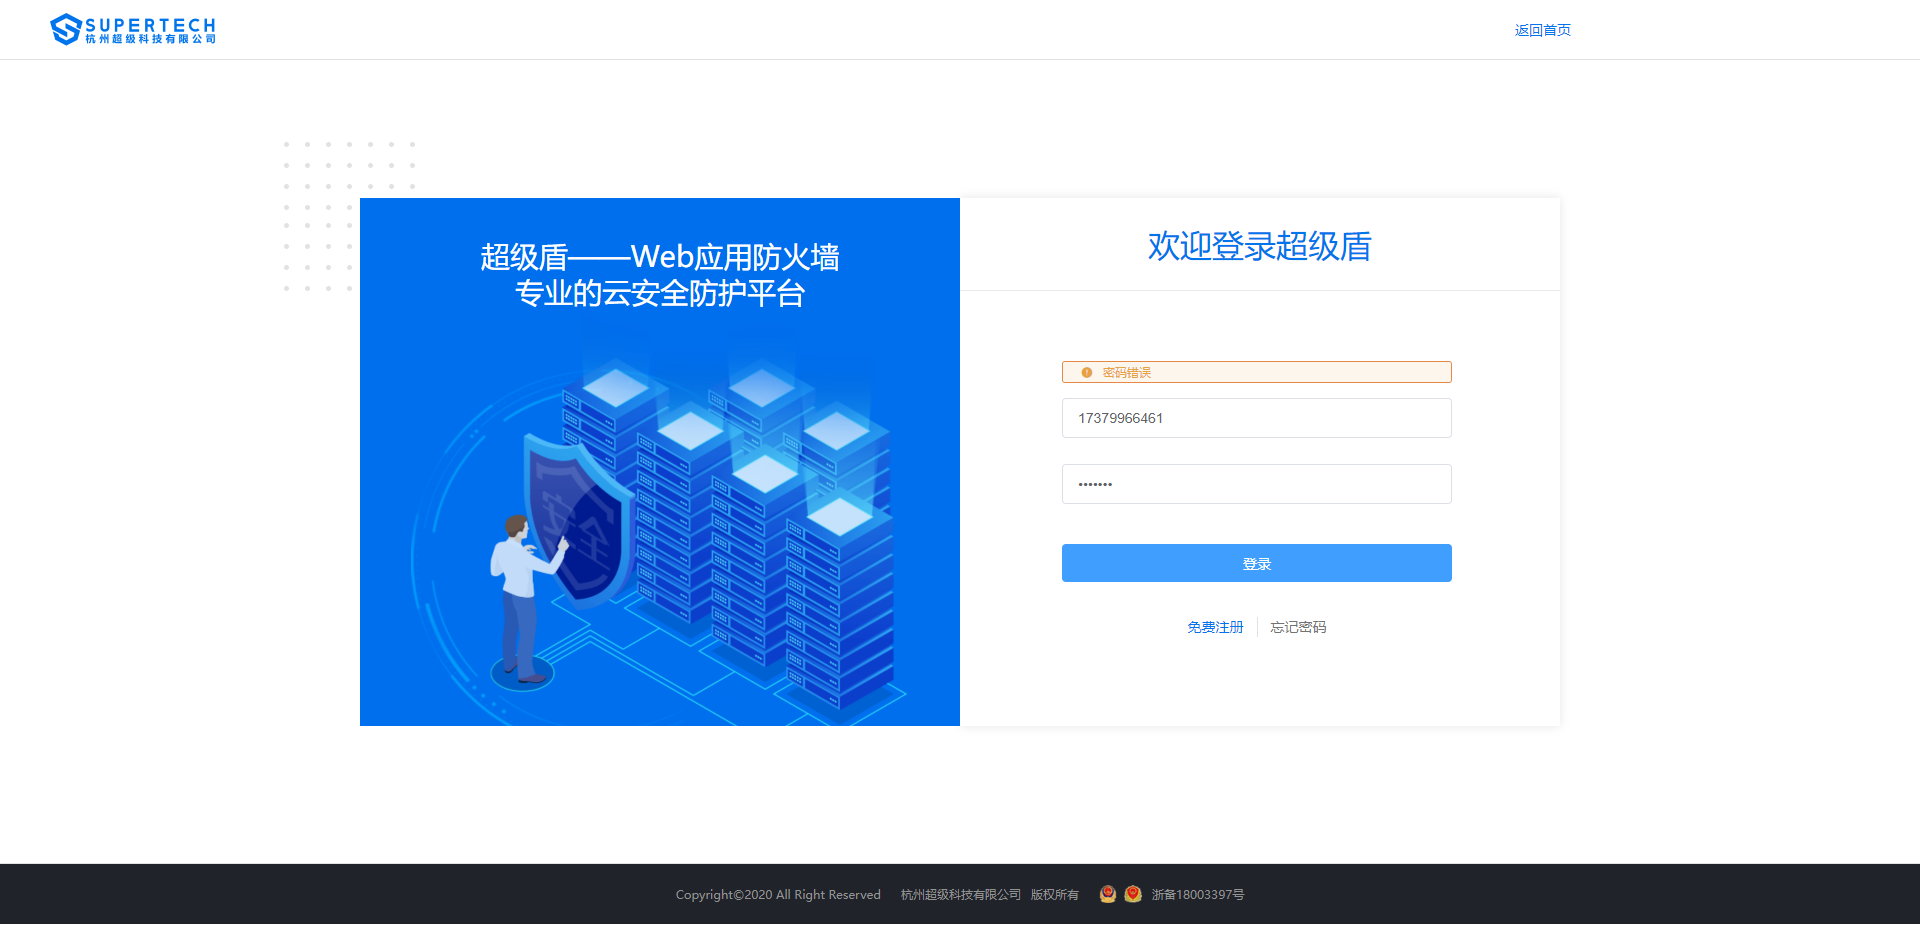 SUPERTECH
杭州超级科技有限公司
返回首页
超级盾——Web应用防火墙
专业的云安全防护平台
安全
欢迎登录超级盾
密码错误
17379966461
•••••••
登录
免费注册
忘记密码
Copyright©2020 All Right Reserved 杭州超级科技有限公司 版权所有 浙备18003397号